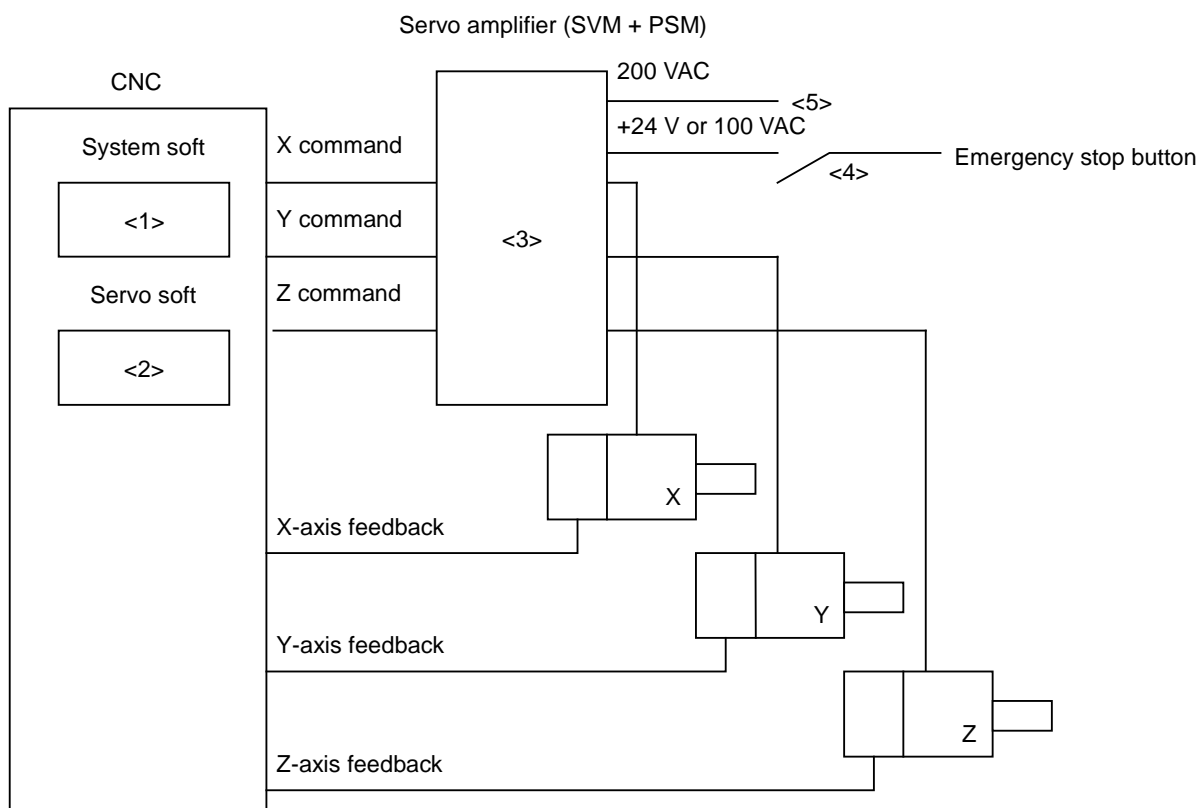 Servo amplifier (SVM + PSM)
CNC
200 VAC
<5>
+24 V or 100 VAC
System soft
X command
Emergency stop button
<4>
<1>
Y command
<3>
Servo soft
Z command
<2>
X
X-axis feedback
Y
Y-axis feedback
Z
Z-axis feedback